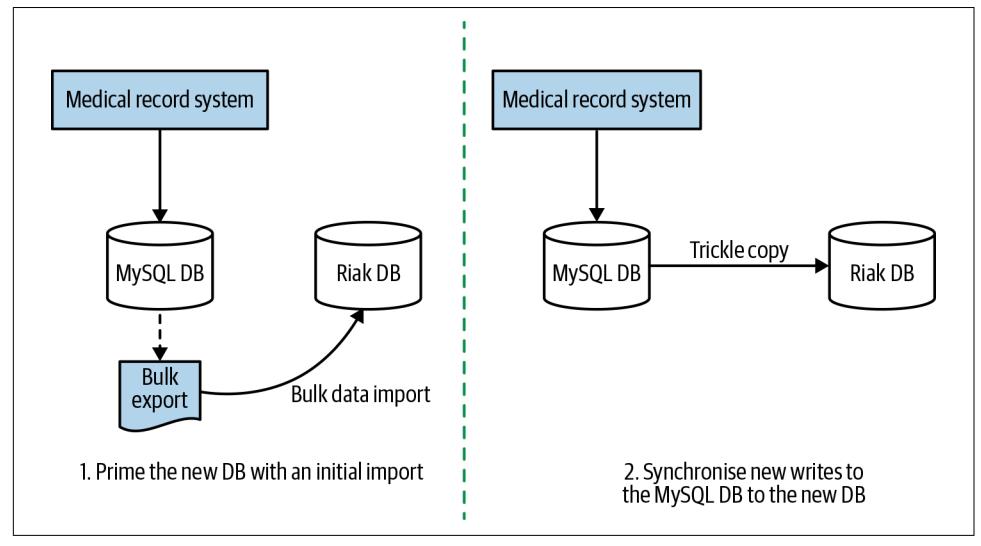 Medical record system
MySQL DB
Riak DB
Bulk
export
Bulk data import
1. Prime the new DB with an initial import
Medical record system
MySQL DB
Trickle copy
Riak DB
2. Synchronise new writes to
the MySQL DB to the new DB